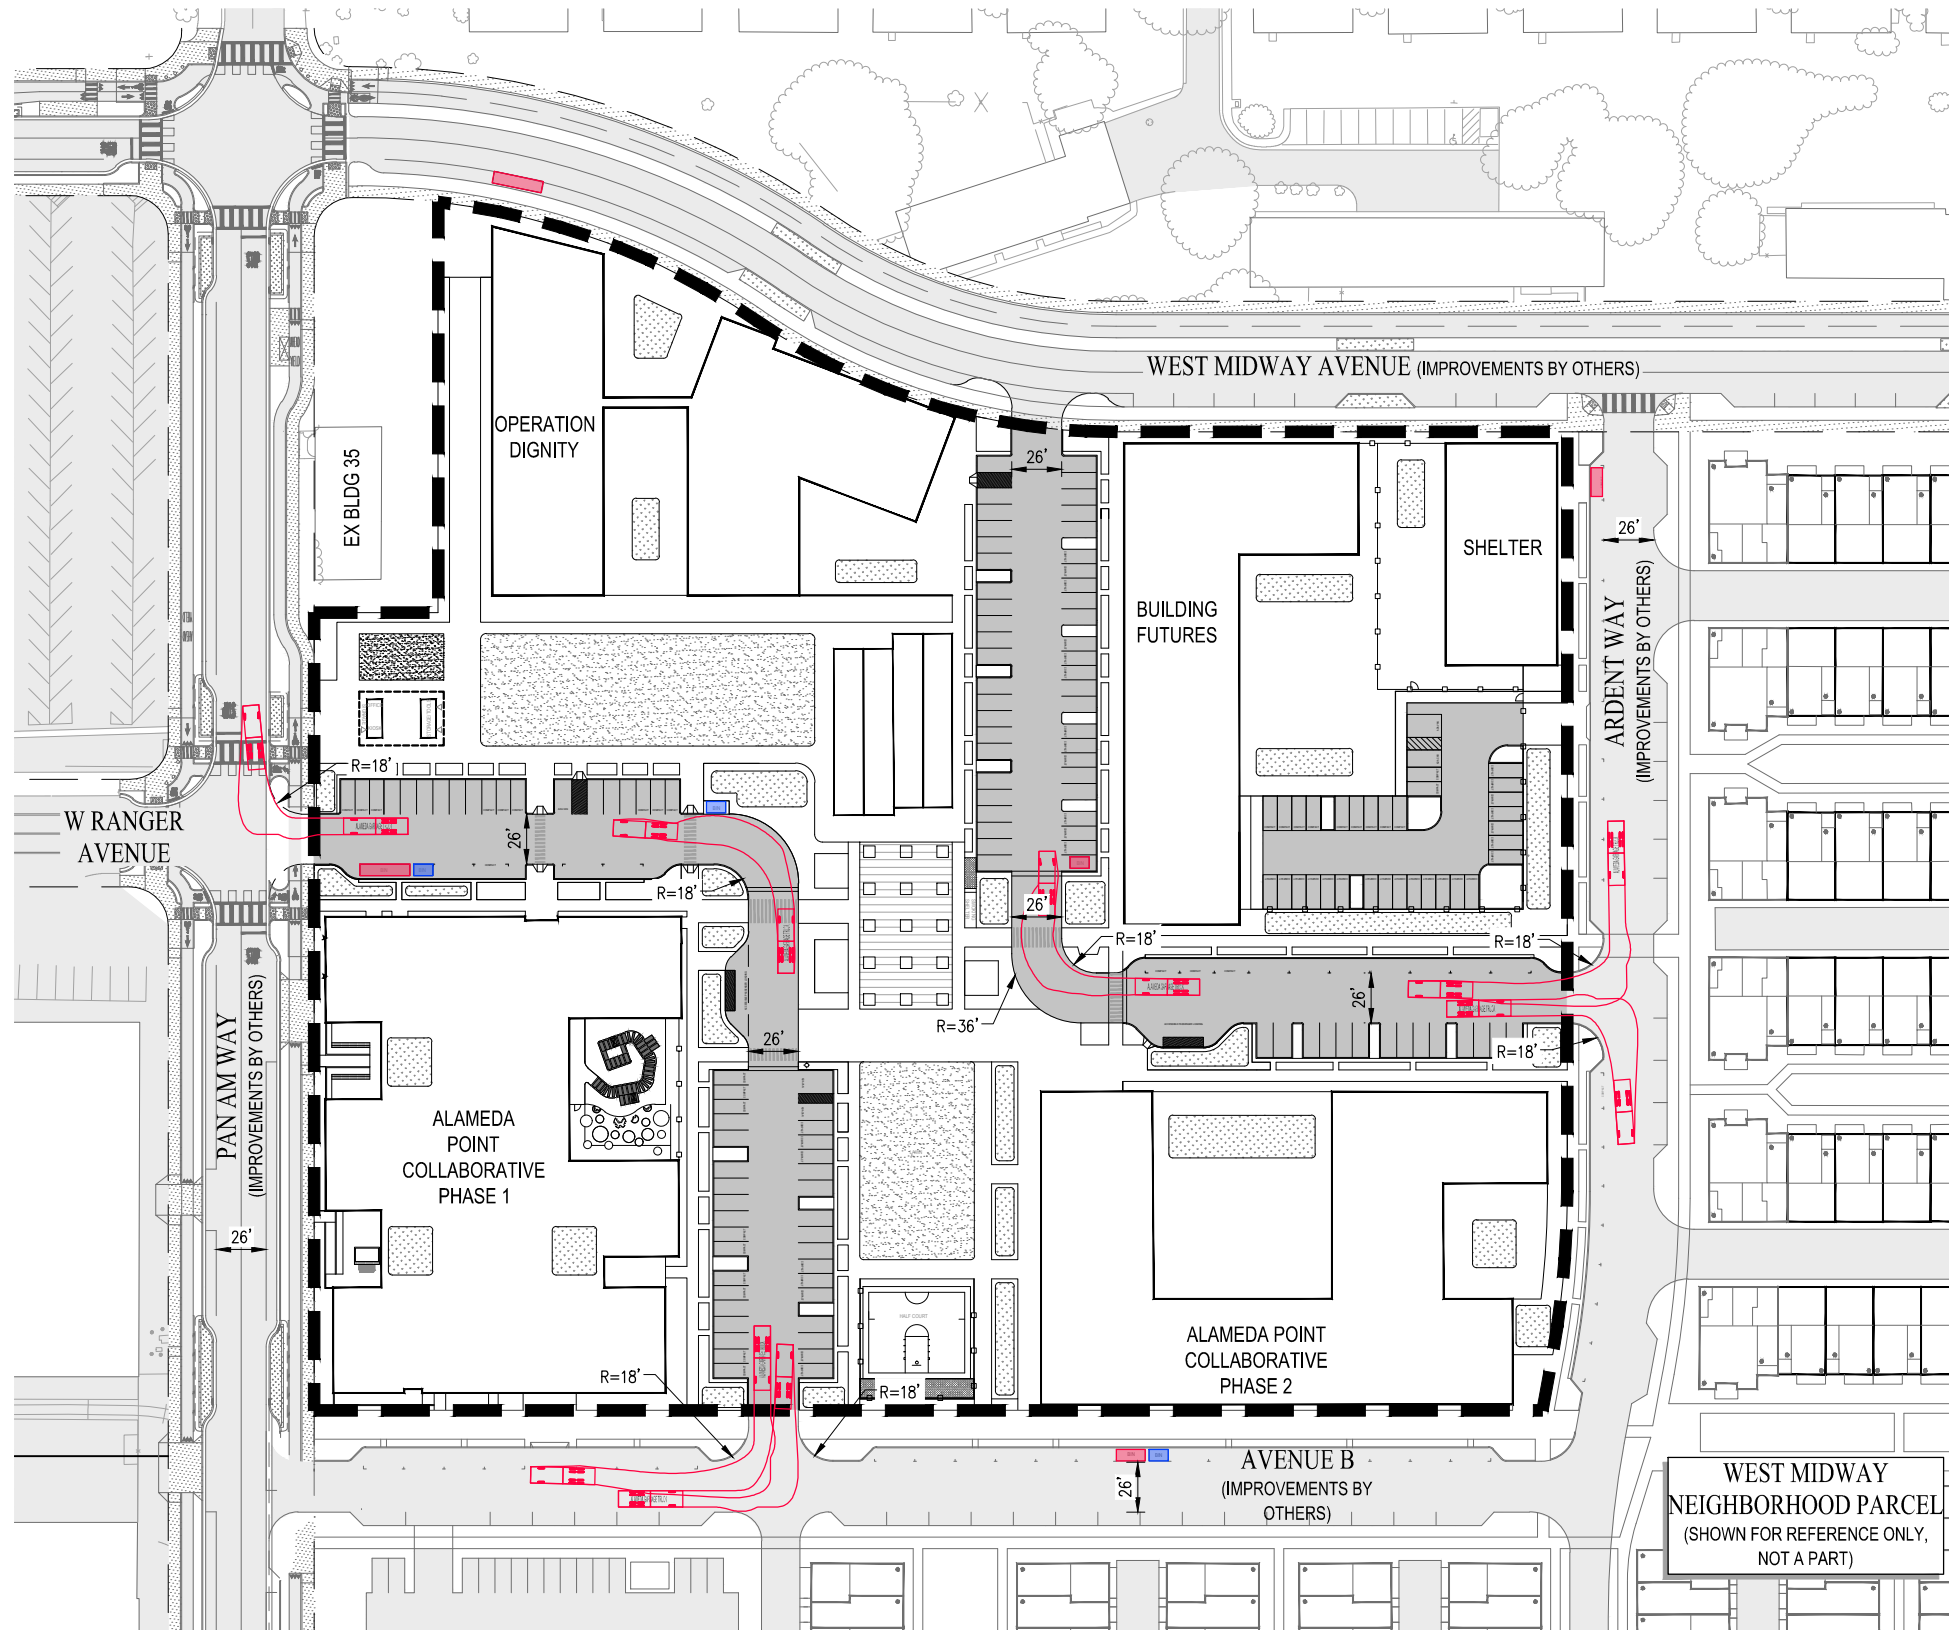 WEST MIDWAY AVENUE (IMPROVEMENTS BY OTHERS)
OPERATION
DIGNITY
EX BLDG 35
26'
SHELTER
26'
BUILDING
FUTURES
ARDENT WAY
(IMPROVEMENTS BY OTHERS)
R=18'
W RANGER
AVENUE
26'
R=18'
26'
R=18'
R=18'
26'
R=36'
26'
R=18'
PAN AM WAY
(IMPROVEMENTS BY OTHERS)
26'
ALAMEDA
POINT
COLLABORATIVE
PHASE 1
HALF COURT
ALAMEDA POINT
COLLABORATIVE
PHASE 2
R=18'
R=18'
AVENUE B
(IMPROVEMENTS BY
OTHERS)
26'
WEST MIDWAY
NEIGHBORHOOD PARCEL
(SHOWN FOR REFERENCE ONLY,
NOT A PART)